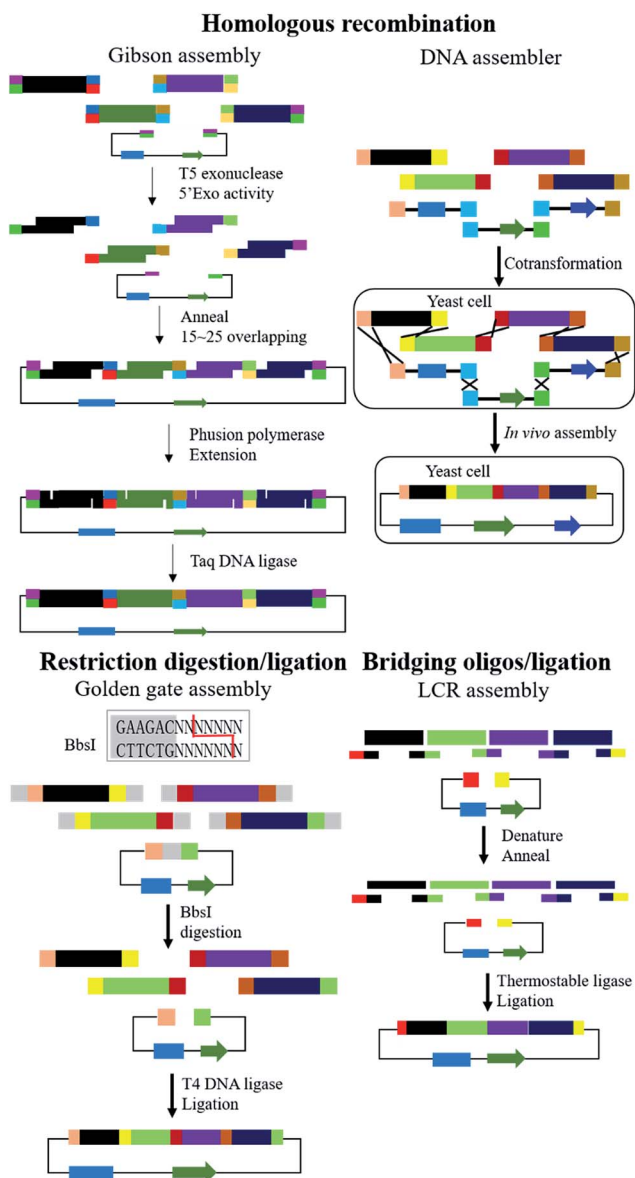 Homologous recombination
Gibson assembly
T5 exonuclease
5'Exo activity
Anneal
15~25 overlapping
Phusion polymerase
Extension
Taq DNA ligase
DNA assembler
Cotransformation
Yeast cell
In vivo assembly
Yeast cell
Restriction digestion/ligation
Golden gate assembly
BbsI
GAAGACNNNNNNN
CTTCTGNNNNNNN
BbsI
digestion
T4 DNA ligase
Ligation
Bridging oligos/ligation
LCR assembly
Denature
Anneal
Thermostable ligase
Ligation